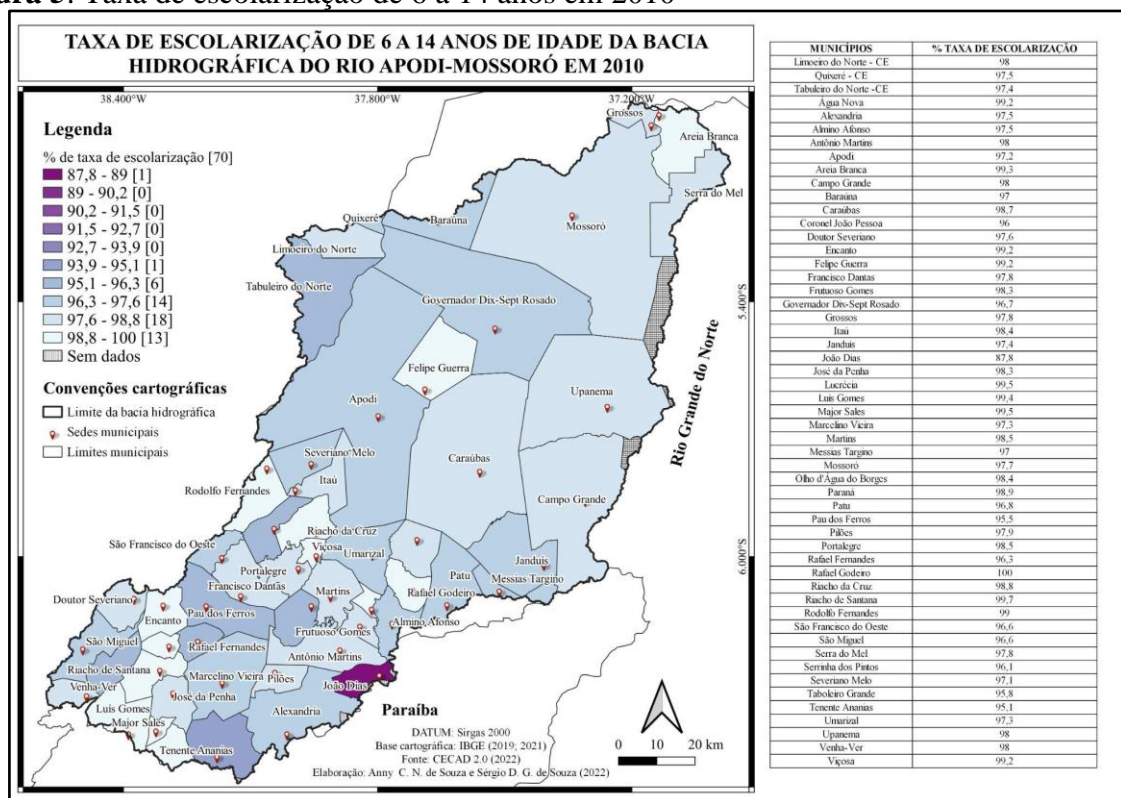 ura 3: Taxa de escolarização de 6 a 14 anos em 2010
TAXA DE ESCOLARIZAÇÃO DE 6 A 14 ANOS DE IDADE DA BACIA
HIDROGRÁFICA DO RIO APODI-MOSSORÓ EM 2010
38.400°W
37.800°W
37.200°W
Legenda
% de taxa de escolarização [70]
87,8 - 89 [1]
89 - 90,2 [0]
90,2 - 91,5 [0]
91,5 - 92,7 [0]
92,7 - 93,9 [0]
93,9 - 95,1 [1]
95,1 - 96,3 [6]
96,3 - 97,6 [14]
97,6 - 98,8 [18]
98,8 - 100 [13]
Sem dados
Convenções cartográficas
Limite da bacia hidrográfica
Sedes municipais
Limites municipais
Grossos
Areia Branca
Serra do Mel
Mossoró
Baraúna
Quixeré
Limoeiro do Norte
Tabuleiro do Norte
Governador Dix-Sept Rosado
5.400°S
Felipe Guerra
Rio Grande do Norte
Upanema
Apodi
Severiano Melo
Caraúbas
Itaú
Rodolfo Fernandes
Campo Grande
Riacho da Cruz
São Francisco do Oeste
Viçosa
Umarizal
Janduis
6.000°S
Portalegre
Patu
Messias Targino
Francisco Dantas
Martins
Rafael Godeiro
Doutor Severiano
Encanto
Pau dos Ferros
Almino Afonso
Frutuoso Gomes
São Miguel
Rafael Fernandes
Antônio Martins
Riacho de Santana
Marcelino Vieira
Pilões
João Dias
Venha-Ver
José da Penha
Luís Gomes
Alexandria
Paraíba
Major Sales
Tenente Ananias
DATUM: Sirgas 2000
Base cartográfica: IBGE (2019; 2021)
Fonte: CECAD 2.0 (2022)
Elaboração: Anny C. N. de Souza e Sérgio D. G. de Souza (2022)
0 10 20 km
MUNICÍPIOS % TAXA DE ESCOLARIZAÇÃO
Limoeiro do Norte - CE 98
Quixeré - CE 97,5
Tabuleiro do Norte -CE 97,4
Água Nova 99,2
Alexandria 97,5
Almino Afonso 97,5
Antônio Martins 98
Apodi 97,2
Areia Branca 99,3
Campo Grande 98
Baraúna 97
Caraúbas 98,7
Coronel João Pessoa 96
Doutor Severiano 97,6
Encanto 99,2
Felipe Guerra 99,2
Francisco Dantas 97,8
Frutuoso Gomes 98,3
Governador Dix-Sept Rosado 96,7
Grossos 97,8
Itaú 98,4
Janduis 97,4
João Dias 87,8
José da Penha 98,3
Lucrécia 99,5
Luís Gomes 99,4
Major Sales 99,5
Marcelino Vieira 97,3
Martins 98,5
Messias Targino 97
Mossoró 97,7
Olho d'Água do Borges 98,4
Paraná 98,9
Patu 96,8
Pau dos Ferros 95,5
Pilões 97,9
Portalegre 98,5
Rafael Fernandes 96,3
Rafael Godeiro 100
Riacho da Cruz 98,8
Riacho de Santana 99,7
Rodolfo Fernandes 99
São Francisco do Oeste 96,6
São Miguel 96,6
Serra do Mel 97,8
Serrinha dos Pintos 96,1
Severiano Melo 97,1
Taboleiro Grande 95,8
Tenente Ananias 95,1
Umarizal 97,3
Upanema 98
Venha-Ver 98
Viçosa 99,2